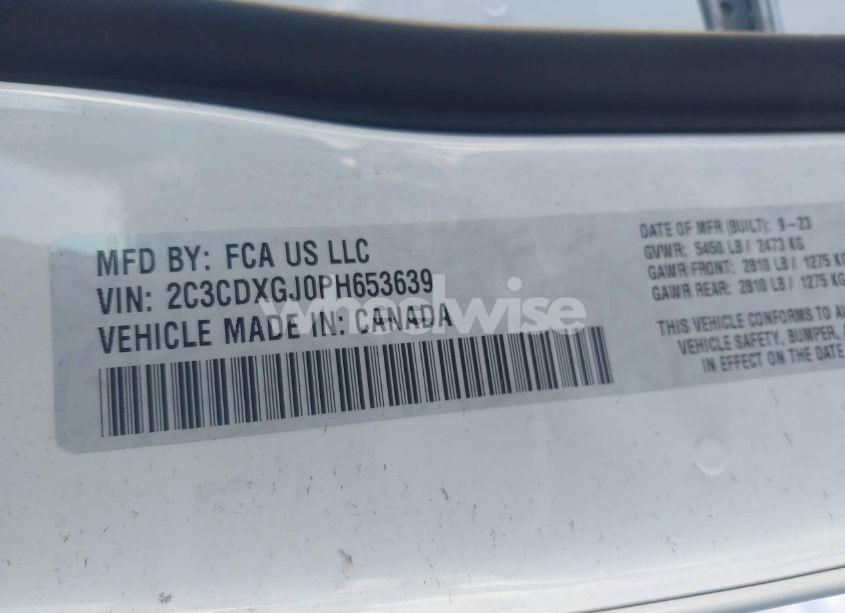 MFD BY: FCA US LLC
VIN: 2C3CDXGJ0PH653639
VEHICLE MADE IN: CANADA
DATE OF MFR (BUILT): 9-23
GVWR: 5450 LB / 2473 KG
GAWR FRONT: 2810 LB / 1275 KG
GAWR REAR: 2810 LB / 1275 KG
THIS VEHICLE CONFORMS TO
VEHICLE SAFETY, BUMPER,
IN EFFECT ON THE DATE
wheelwise